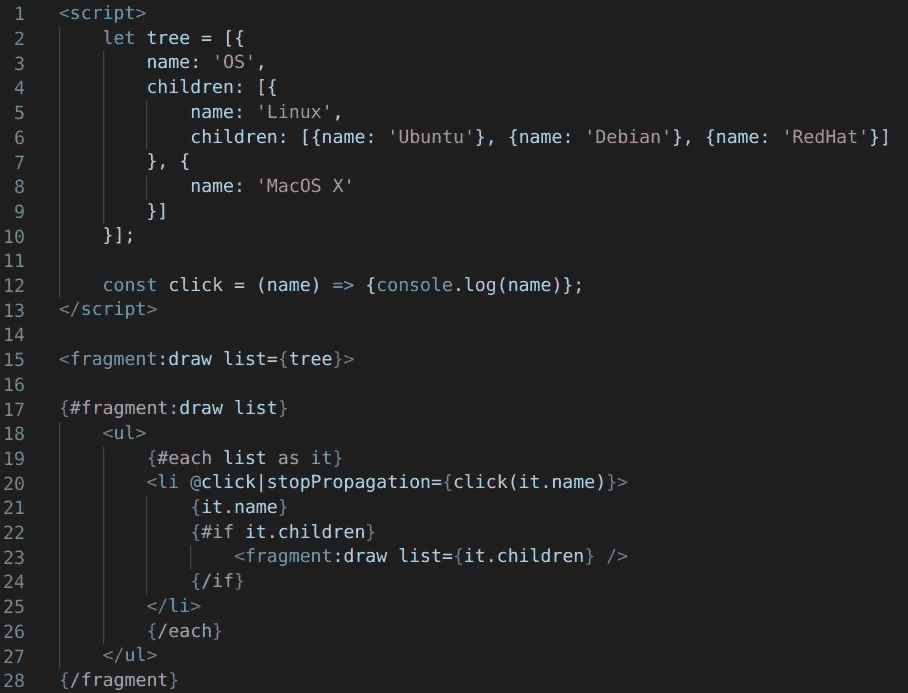 1 <script>
2 let tree = [{
3 name: 'OS',
4 children: [{
5 name: 'Linux',
6 children: [{name: 'Ubuntu'}, {name: 'Debian'}, {name: 'RedHat'}]
7 }, {
8 name: 'MacOS X'
9 }]
10 }];
11
12 const click = (name) => {console.log(name)};
13 </script>
14
15 <fragment:draw list={tree}>
16
17 {#fragment:draw list}
18 <ul>
19 {#each list as it}
20 <li @click|stopPropagation={click(it.name)}>
21 {it.name}
22 {#if it.children}
23 <fragment:draw list={it.children} />
24 {/if}
25 </li>
26 {/each}
27 </ul>
28 {/fragment}